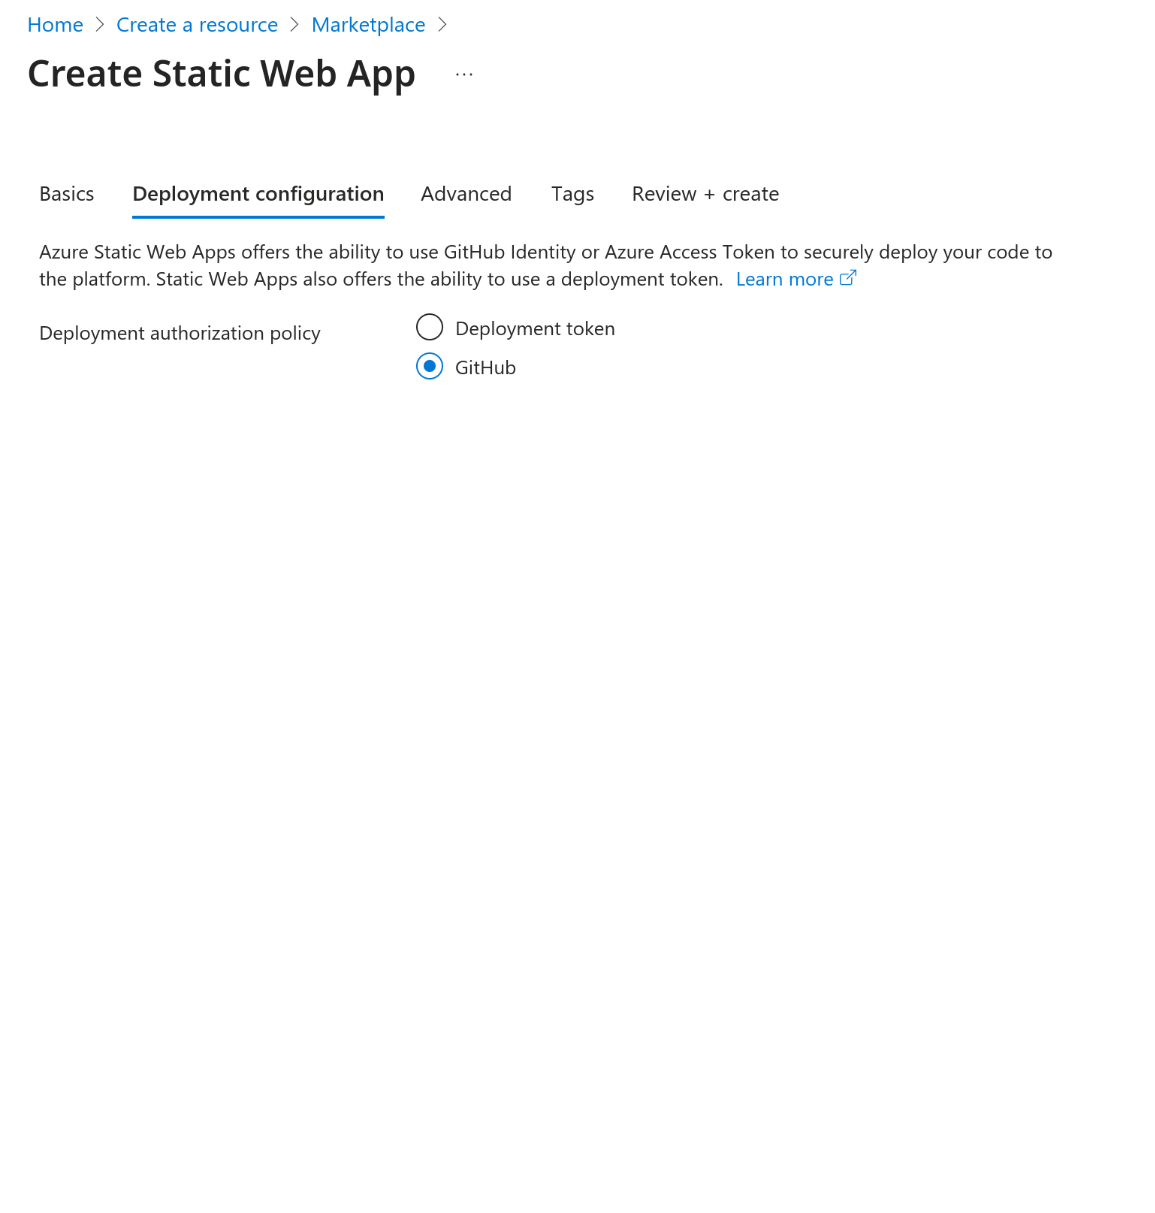 Home > Create a resource > Marketplace >
Create Static Web App ...
Basics Deployment configuration Advanced Tags Review + create
Azure Static Web Apps offers the ability to use GitHub Identity or Azure Access Token to securely deploy your code to
the platform. Static Web Apps also offers the ability to use a deployment token. Learn more
Deployment authorization policy
Deployment token
GitHub